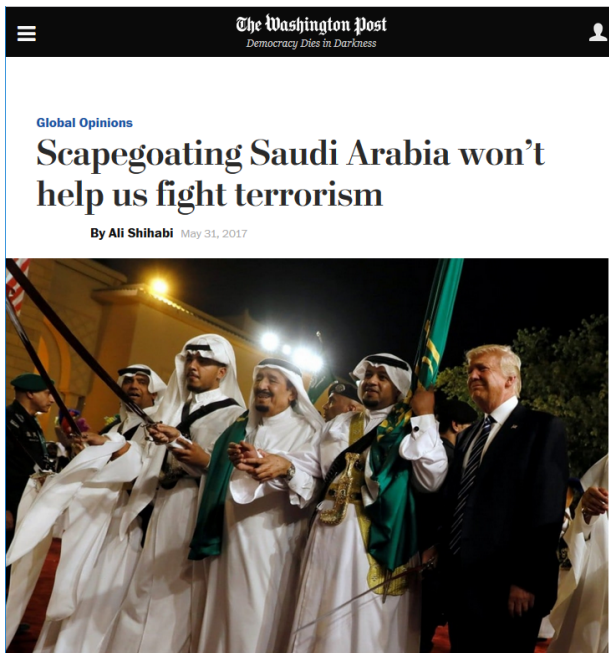 The Washington Post
Democracy Dies in Darkness
Global Opinions
Scapegoating Saudi Arabia won’t
help us fight terrorism
By Ali Shihabi May 31, 2017